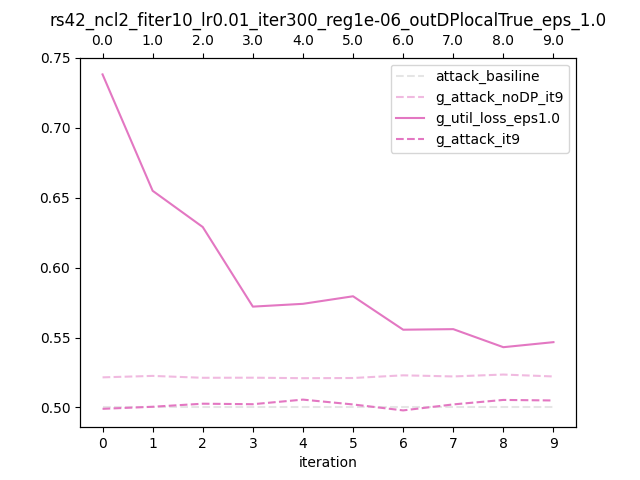 rs42_ncl2_fiter10_lr0.01_iter300_reg1e-06_outDPlocalTrue_eps_1.0
0.0 1.0 2.0 3.0 4.0 5.0 6.0 7.0 8.0 9.0
0.75
attack_basiline
g_attack_noDP_it9
g_util_loss_eps1.0
g_attack_it9
0.70
0.65
0.60
0.55
0.50
0 1 2 3 4 5 6 7 8 9
iteration